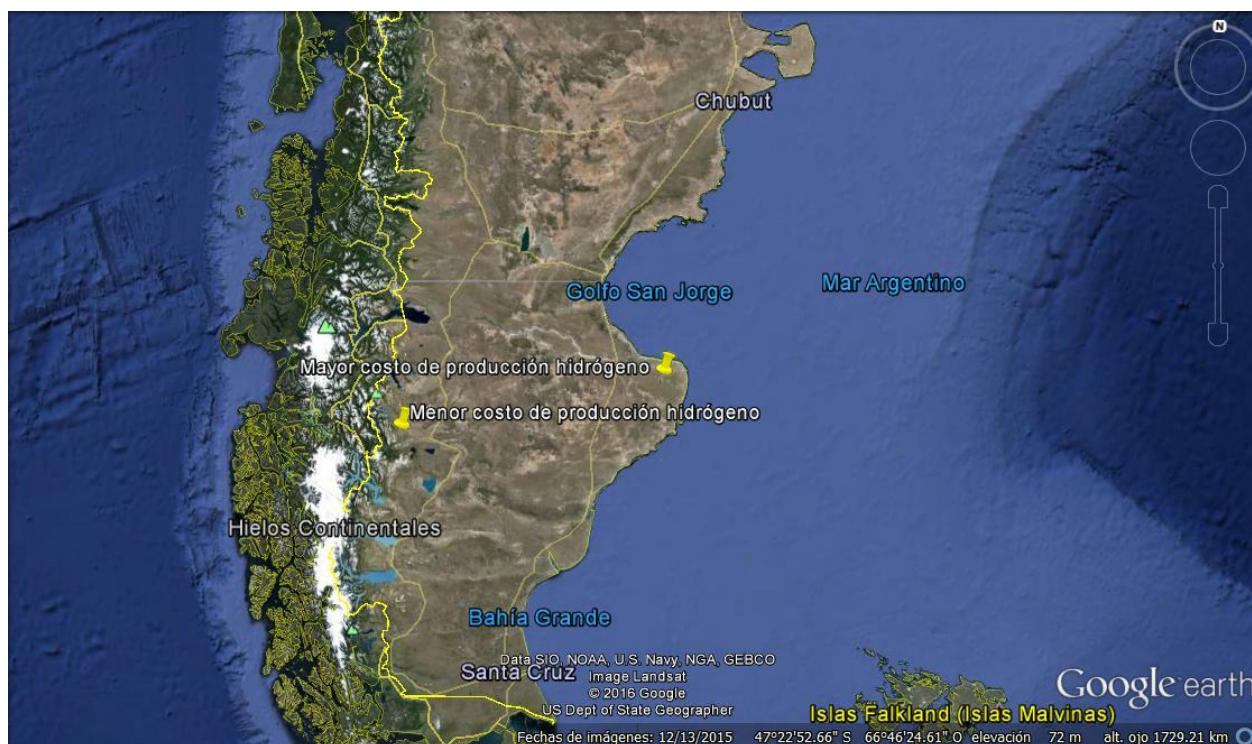 N
Chubut
Golfo San Jorge
Mar Argentino
Mayor costo de producción hidrógeno
Menor costo de producción hidrógeno
Hielos Continentales
Bahía Grande
Santa Cruz
Data SIO, NOAA, U.S. Navy, NGA, GEBCO
Image Landsat
© 2016 Google
US Dept of State Geographer
Google earth
Islas Falkland (Islas Malvinas)
Fechas de imágenes: 12/13/2015 47°22'52.66" S 66°46'24.61" O elevación 72 m alt. ojo 1729.21 km